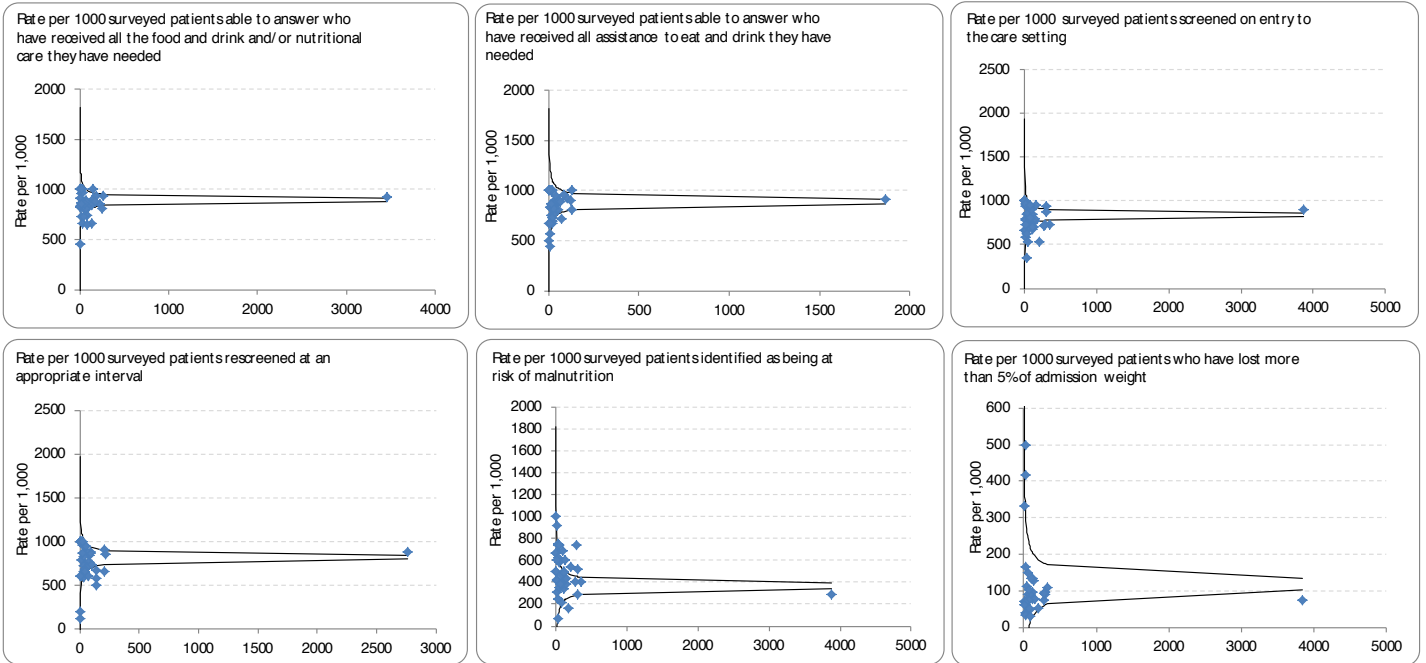 Rate per 1000 surveyed patients able to answer who
have received all the food and drink and/or nutritional
care they have needed
2000
1500
1000
500
0
Rate per 1,000
0 1000 2000 3000 4000
Rate per 1000 surveyed patients able to answer who
have received all assistance to eat and drink they have
needed
2000
1500
1000
500
0
Rate per 1,000
0 500 1000 1500 2000
Rate per 1000 surveyed patients screened on entry to
the care setting
2500
2000
1500
1000
500
0
Rate per 1,000
0 1000 2000 3000 4000 5000
Rate per 1000 surveyed patients rescreened at an
appropriate interval
2500
2000
1500
1000
500
0
Rate per 1,000
0 500 1000 1500 2000 2500 3000
Rate per 1000 surveyed patients identified as being at
risk of malnutrition
2000
1800
1600
1400
1200
1000
800
600
400
200
0
Rate per 1,000
0 1000 2000 3000 4000 5000
Rate per 1000 surveyed patients who have lost more
than 5% of admission weight
600
500
400
300
200
100
0
Rate per 1,000
0 1000 2000 3000 4000 5000